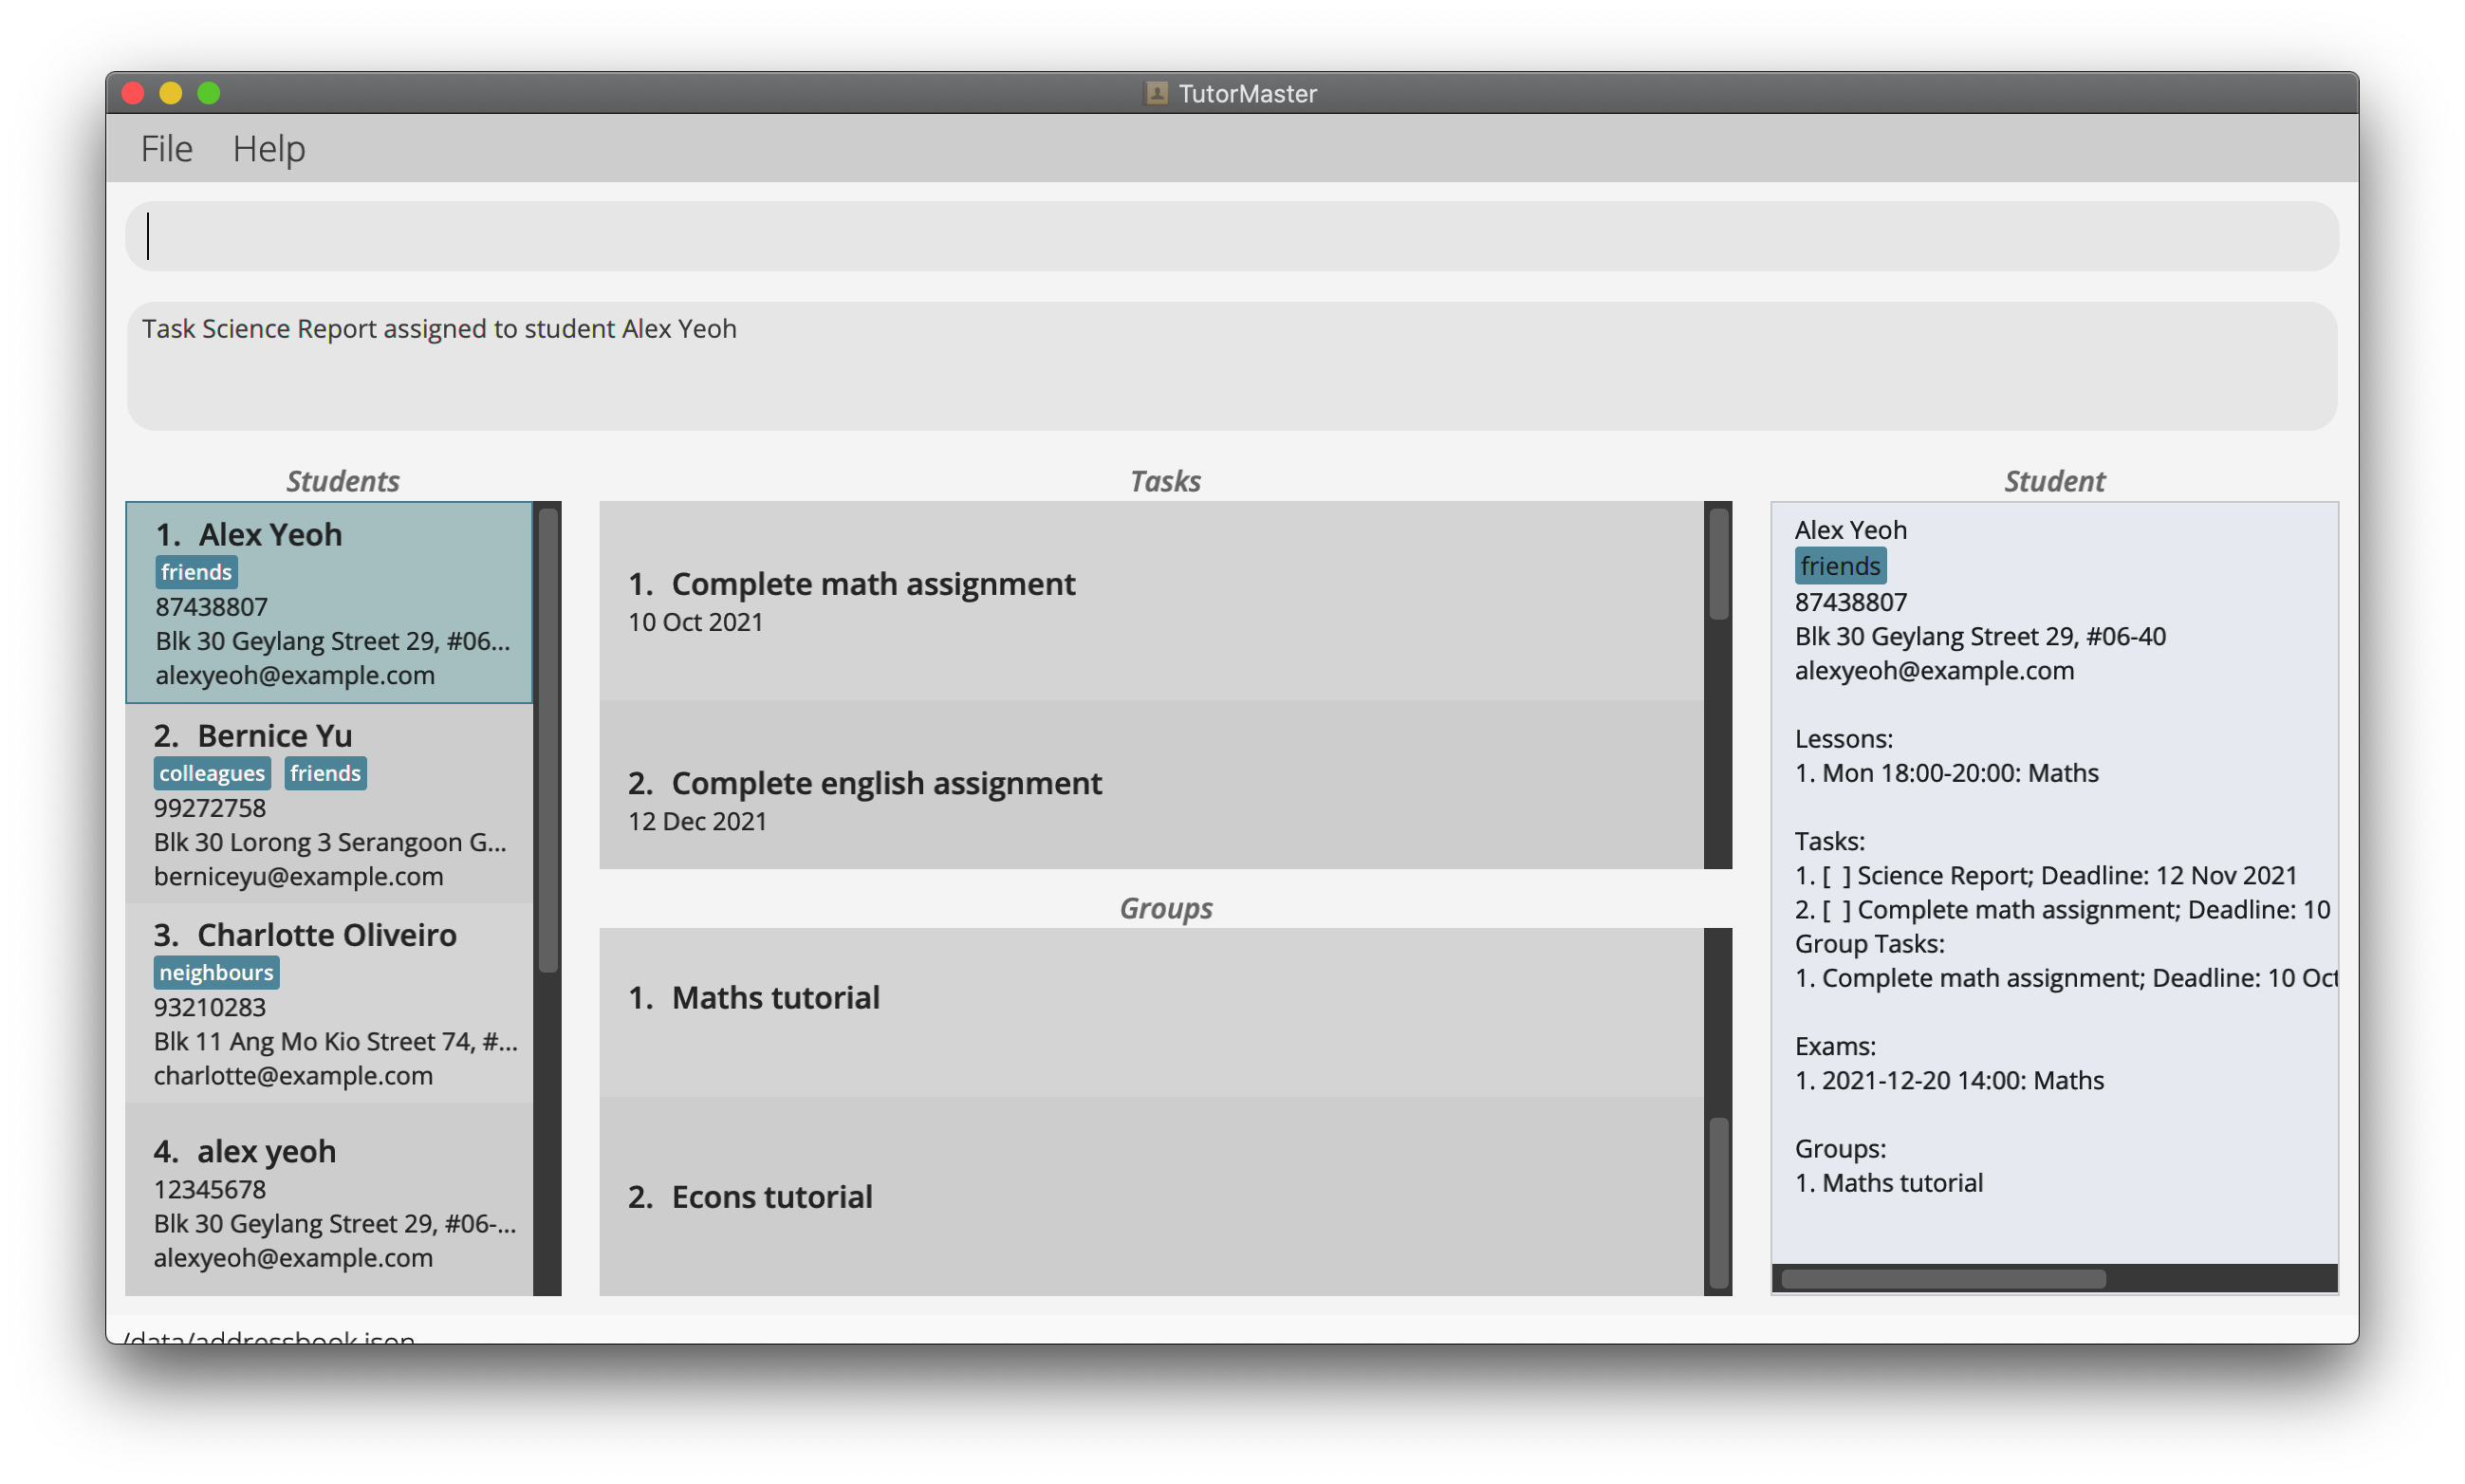 TutorMaster
File Help
Task Science Report assigned to student Alex Yeoh
Students
1. Alex Yeoh
friends
87438807
Blk 30 Geylang Street 29, #06...
alexyeoh@example.com
2. Bernice Yu
colleagues friends
99272758
Blk 30 Lorong 3 Serangoon G...
berniceyu@example.com
3. Charlotte Oliveiro
neighbours
93210283
Blk 11 Ang Mo Kio Street 74, #...
charlotte@example.com
4. alex yeoh
12345678
Blk 30 Geylang Street 29, #06-...
alexyeoh@example.com
Tasks
1. Complete math assignment
10 Oct 2021
2. Complete english assignment
12 Dec 2021
Groups
1. Maths tutorial
2. Econs tutorial
Student
Alex Yeoh
friends
87438807
Blk 30 Geylang Street 29, #06-40
alexyeoh@example.com
Lessons:
1. Mon 18:00-20:00: Maths
Tasks:
1. [ ] Science Report; Deadline: 12 Nov 2021
2. [ ] Complete math assignment; Deadline: 10
Group Tasks:
1. Complete math assignment; Deadline: 10 Oct
Exams:
1. 2021-12-20 14:00: Maths
Groups:
1. Maths tutorial
/data/addressbook.json